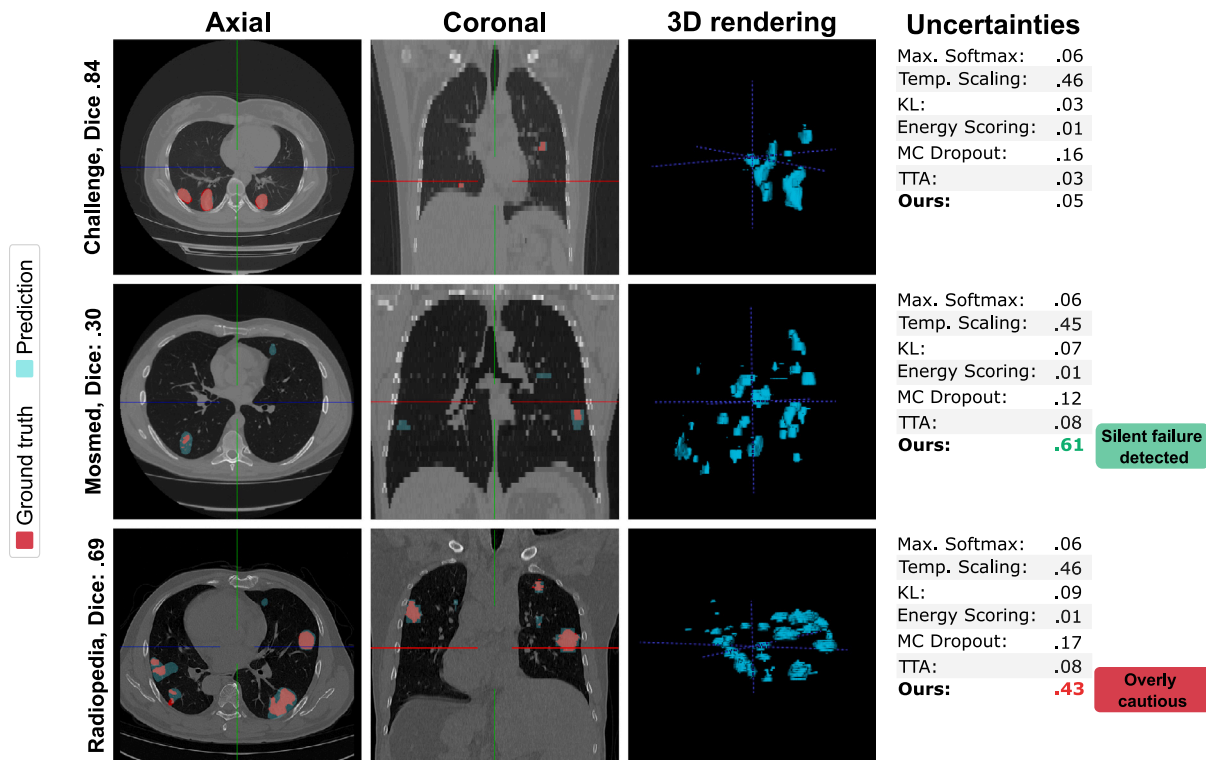 Axial
Coronal
3D rendering
Uncertainties
Challenge, Dice .84
Max. Softmax: .06
Temp. Scaling: .46
KL: .03
Energy Scoring: .01
MC Dropout: .16
TTA: .03
Ours: .05
Ground truth
Prediction
Mosmed, Dice: .30
Max. Softmax: .06
Temp. Scaling: .45
KL: .07
Energy Scoring: .01
MC Dropout: .12
TTA: .08
Ours: .61
Silent failure
detected
Radiopedia, Dice: .69
Max. Softmax: .06
Temp. Scaling: .46
KL: .09
Energy Scoring: .01
MC Dropout: .17
TTA: .08
Ours: .43
Overly
cautious